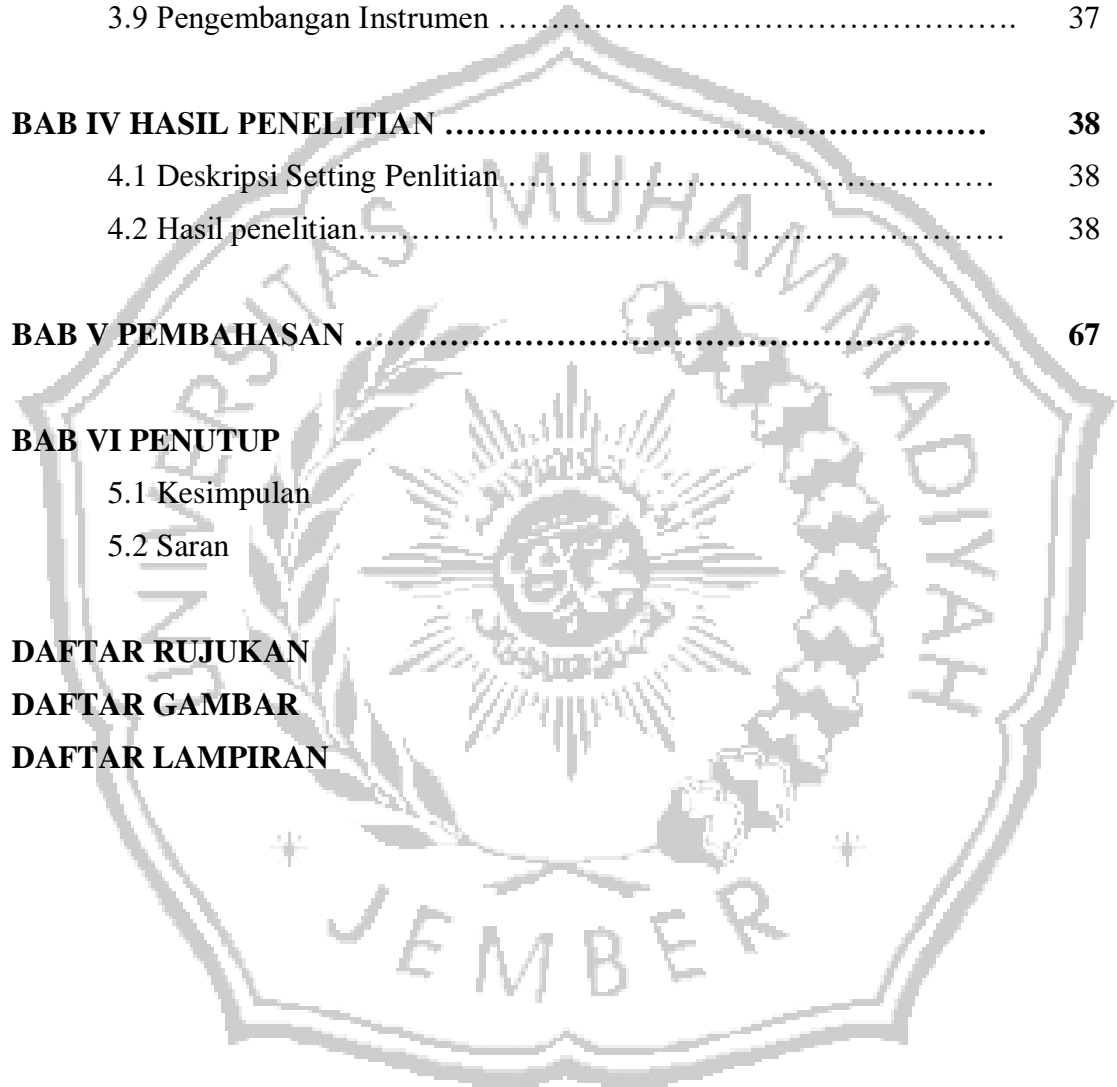 3.9 Pengembangan Instrumen ………………………………………………. 37
BAB IV HASIL PENELITIAN ……………………………………………… 38
4.1 Deskripsi Setting Penlitian ………………………………………… 38
4.2 Hasil penelitian……………………………………………………… 38
BAB V PEMBAHASAN ……………………………………………………… 67
BAB VI PENUTUP
5.1 Kesimpulan
5.2 Saran
DAFTAR RUJUKAN
DAFTAR GAMBAR
DAFTAR LAMPIRAN
UNIVERSITAS MUHAMMADIYAH
JEMBER